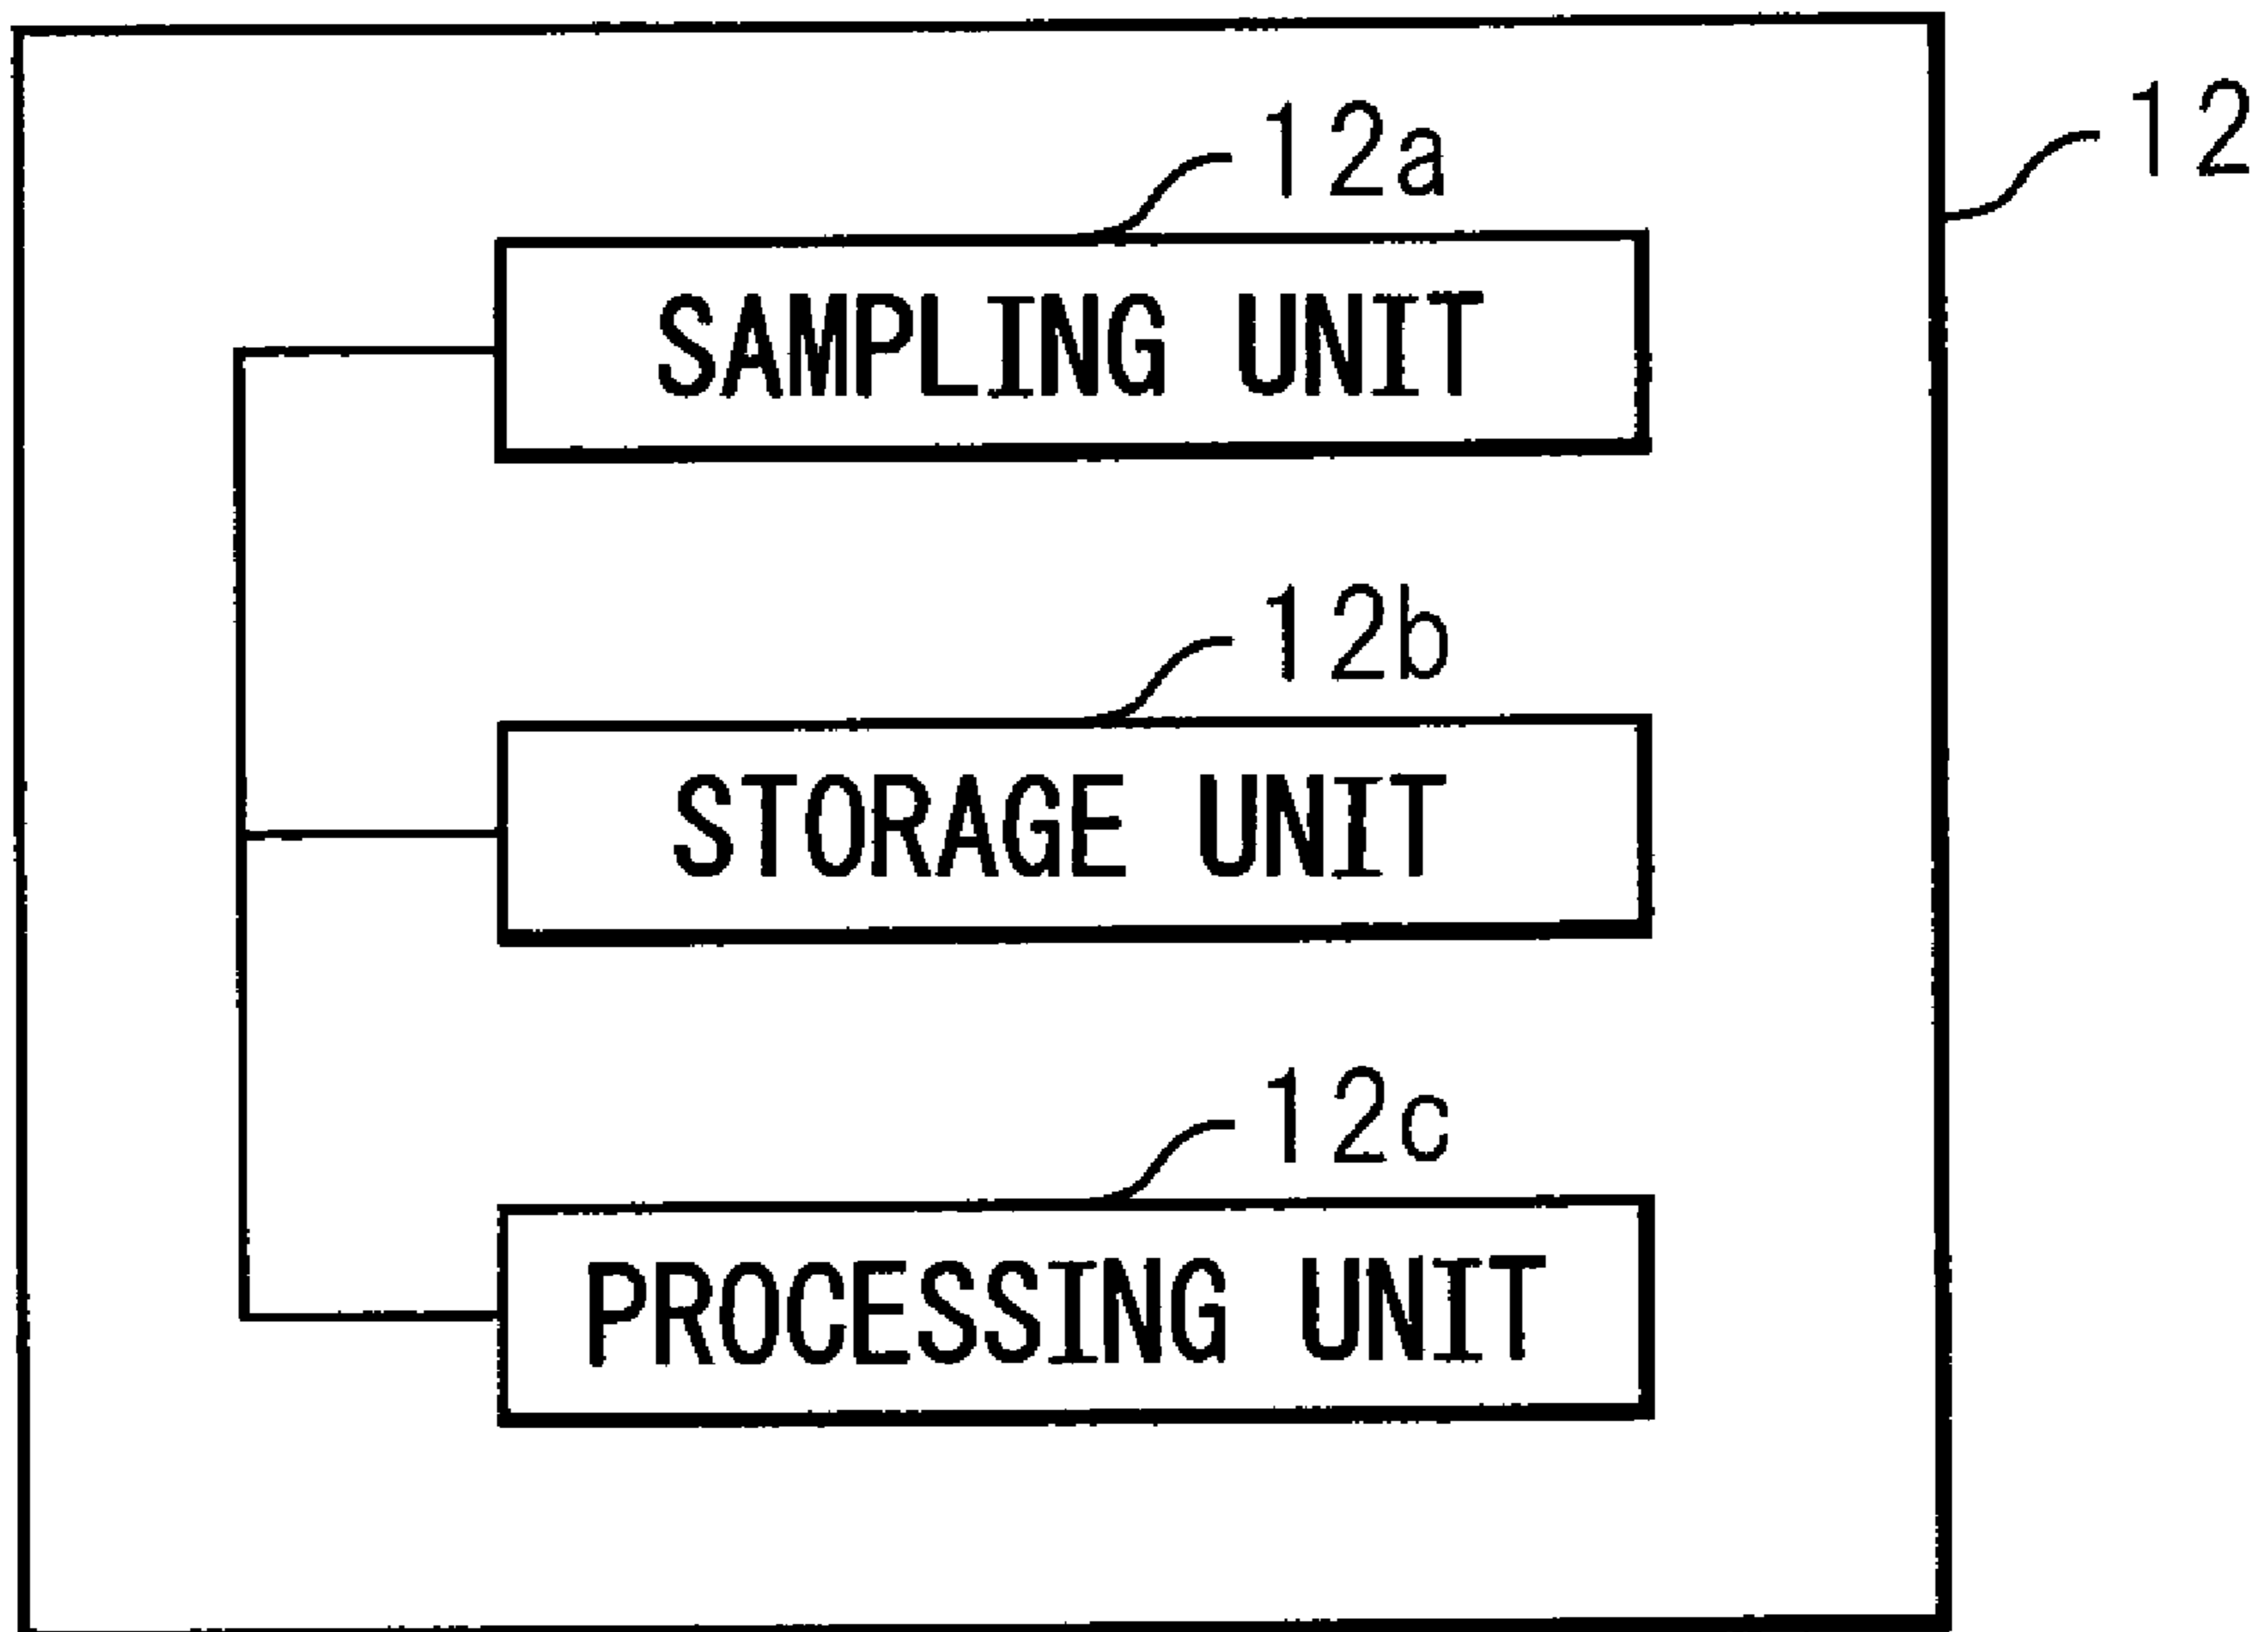 12
12a
SAMPLING UNIT
12b
STORAGE UNIT
12c
PROCESSING UNIT